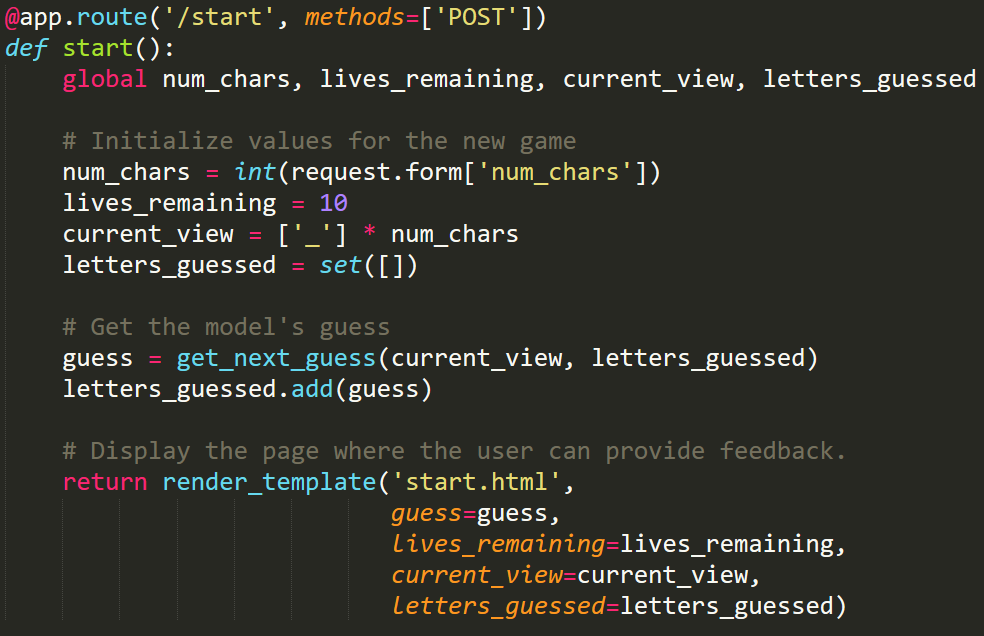 @app.route('/start', methods=['POST'])
def start():
    global num_chars, lives_remaining, current_view, letters_guessed

    # Initialize values for the new game
    num_chars = int(request.form['num_chars'])
    lives_remaining = 10
    current_view = ['_'] * num_chars
    letters_guessed = set([])

    # Get the model's guess
    guess = get_next_guess(current_view, letters_guessed)
    letters_guessed.add(guess)

    # Display the page where the user can provide feedback.
    return render_template('start.html',
                           guess=guess,
                           lives_remaining=lives_remaining,
                           current_view=current_view,
                           letters_guessed=letters_guessed)